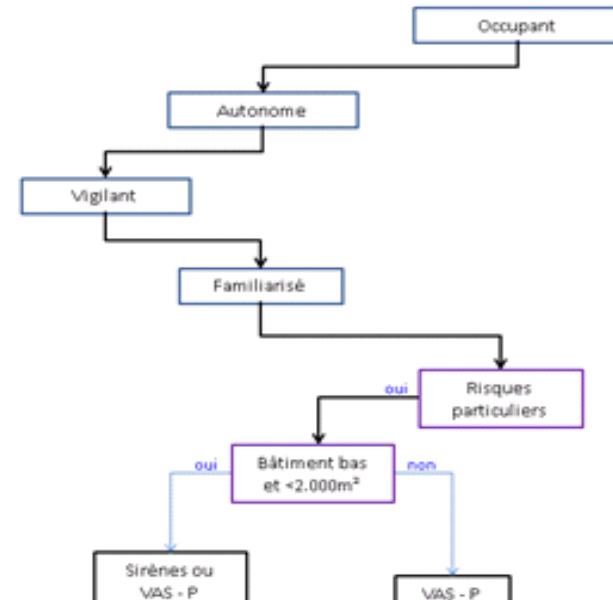 Occupant
Autonome
Vigilant
Familiarisé
oui
Risques
particuliers
oui
Bâtiment bas
et <2.000m²
non
Sirènes ou
VAS - P
VAS - P